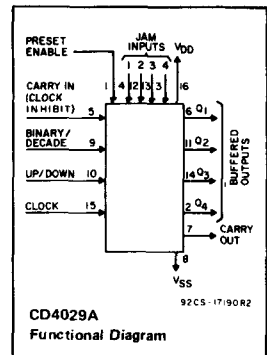 PRESET
ENABLE
JAM
INPUTS
VDD
1 4 12 13 3 16
1 2 3 4
CARRY IN
(CLOCK
INHIBIT)
5
6 Q1
BINARY/
DECADE
9
11 Q2
UP/DOWN
10
14 Q3
CLOCK
15
2 Q4
BUFFERED
OUTPUTS
7
CARRY
OUT
8
VSS
92CS-17190R2
CD4029A
Functional Diagram